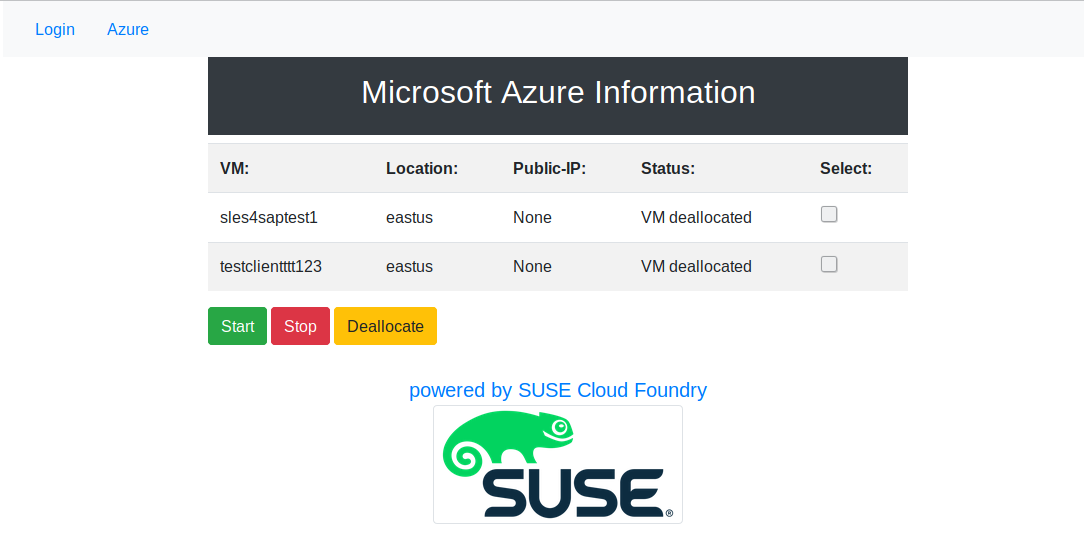 Login Azure
Microsoft Azure Information
VM: Location: Public-IP: Status: Select:
sles4saptest1 eastus None VM deallocated
testclientttt123 eastus None VM deallocated
Start Stop Deallocate
powered by SUSE Cloud Foundry
SUSE®